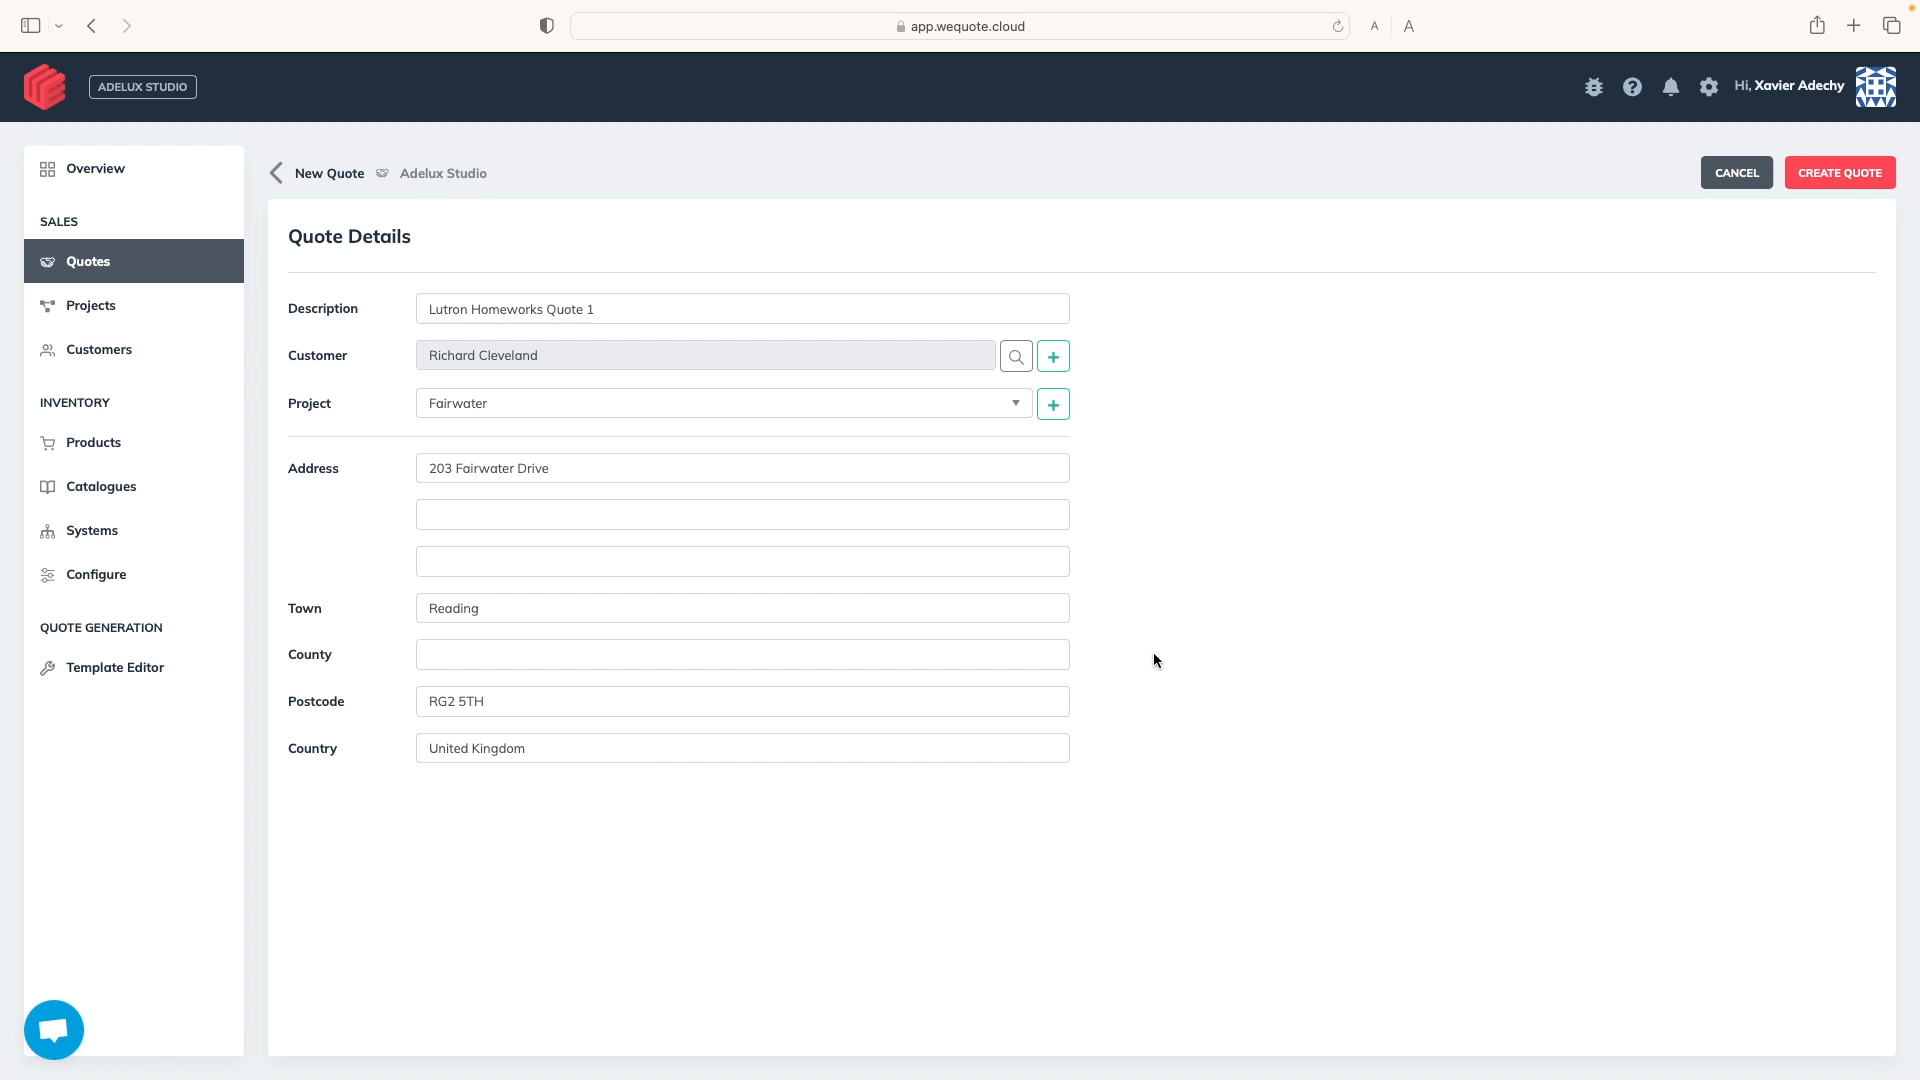 app.wequote.cloud
A A
ADELUX STUDIO
Hi, Xavier Adechy
Overview
SALES
Quotes
Projects
Customers
INVENTORY
Products
Catalogues
Systems
Configure
QUOTE GENERATION
Template Editor
New Quote Adelux Studio
CANCEL CREATE QUOTE
Quote Details
Description Lutron Homeworks Quote 1
Customer Richard Cleveland
Project Fairwater
Address 203 Fairwater Drive
Town Reading
County
Postcode RG2 5TH
Country United Kingdom